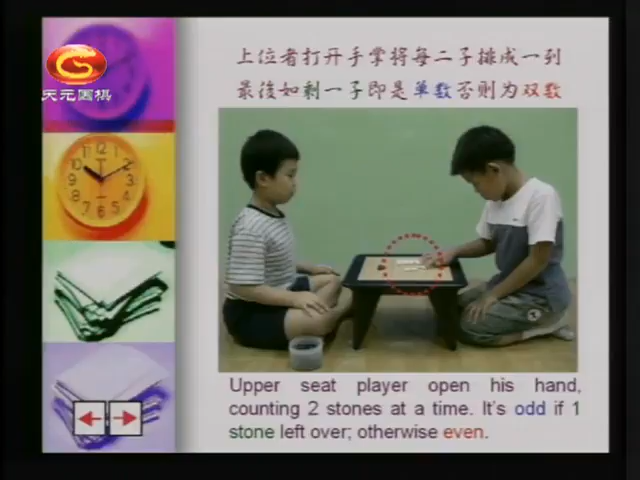 天元围棋
上位者打开手掌将每二子排成一列
最後如剩一子即是单数否则为双数
Upper seat player open his hand,
counting 2 stones at a time. It's odd if 1
stone left over; otherwise even.